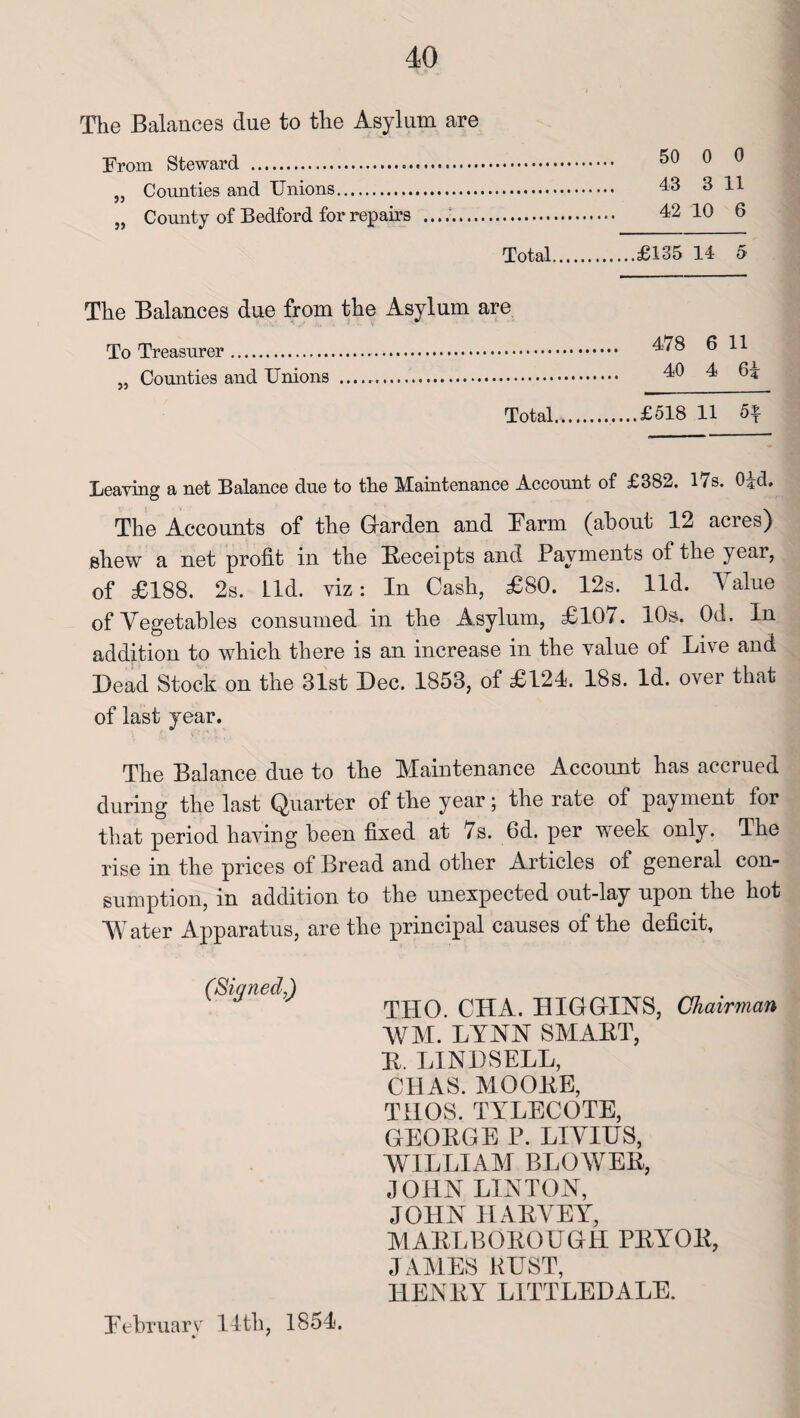 40
The Balances due to the Asylum are
From Steward ................................................ 50 0 0
„ Counties and Unions................................................ 43 3 11
„ County of Bedford for repairs ................................ 42 10 6
Total............£135 14 5
The Balances due from the Asylum are
To Treasurer ................................................ 478 6 11
„ Counties and Unions ........................................ 40 4 6¼
Total............£518 11 5¼
Leaving a net Balance due to the Maintenance Account of £382. 17s. 0¼d.
The Accounts of the Garden and Farm (about 12 acres)
shew a net profit in the Receipts and Payments of the year,
of £188. 2s. 11d. viz: In Cash, £80. 12s. 11d. Value
of Vegetables consumed in the Asylum, £107. 10s. 0d. In
addition to which there is an increase in the value of Live and
Dead Stock on the 31st Dec. 1853, of £124. 18s. 1d. over that
of last year.
The Balance due to the Maintenance Account has accrued
during the last Quarter of the year; the rate of payment for
that period having been fixed at 7s. 6d. per week only. The
rise in the prices of Bread and other Articles of general con-
sumption, in addition to the unexpected out-lay upon the hot
Water Apparatus, are the principal causes of the deficit,
(Signed,)
THO. CHA. HIGGINS, Chairman
WM. LYNN SMART,
R. LINDSELL,
CHAS. MOORE,
THOS. TYLECOTE,
GEORGE P. LIVIUS,
WILLIAM BLOWER,
JOHN LINTON,
JOHN HARVEY,
MARLBOROUGH PRYOR,
JAMES RUST,
HENRY LITTLEDALE.
February 14th, 1854.